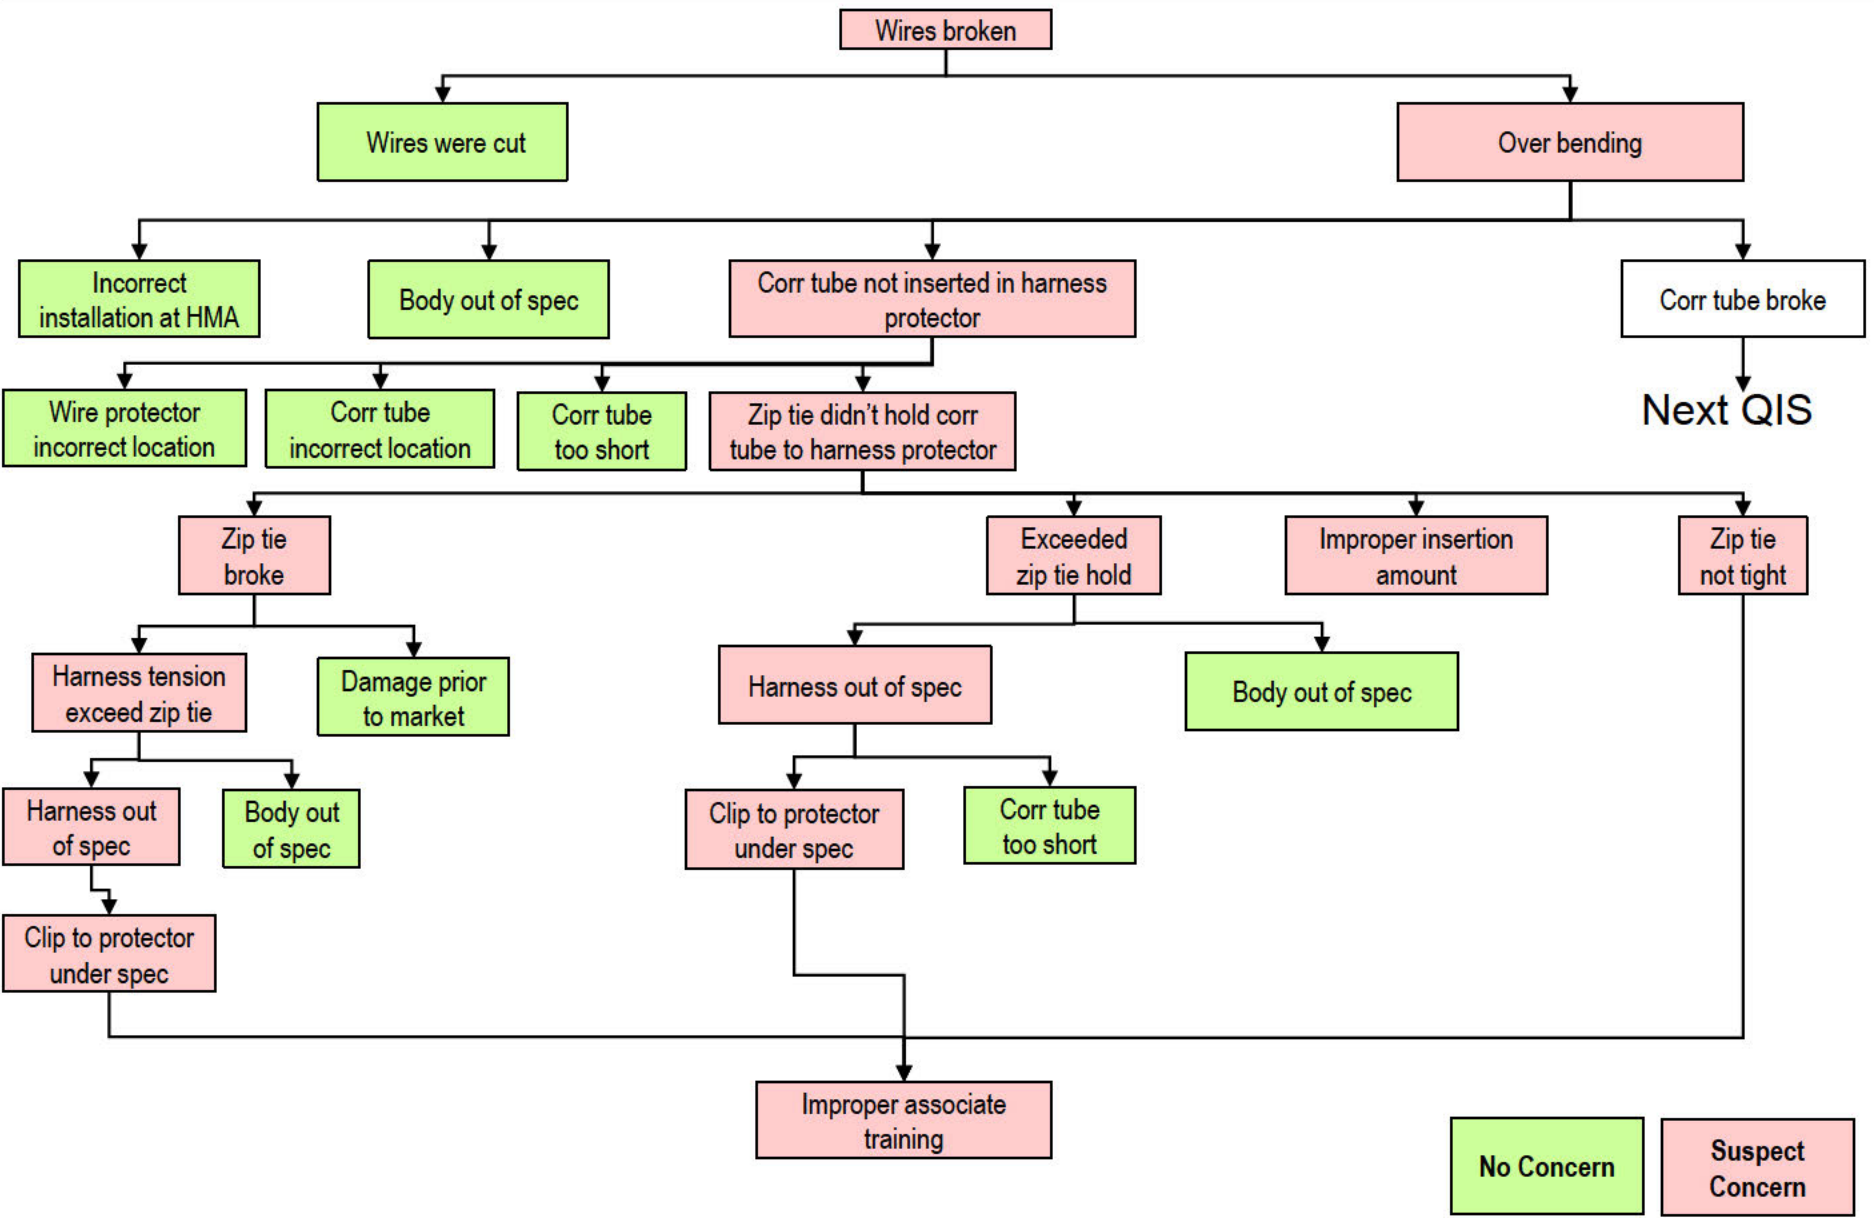 Wires broken
Wires were cut
Over bending
Incorrect
installation at HMA
Body out of spec
Corr tube not inserted in harness
protector
Corr tube broke
Wire protector
incorrect location
Corr tube
incorrect location
Corr tube
too short
Zip tie didn't hold corr
tube to harness protector
Next QIS
Zip tie
broke
Exceeded
zip tie hold
Improper insertion
amount
Zip tie
not tight
Harness tension
exceed zip tie
Damage prior
to market
Harness out of spec
Body out of spec
Harness out
of spec
Body out
of spec
Clip to protector
under spec
Corr tube
too short
Clip to protector
under spec
Improper associate
training
No Concern
Suspect
Concern